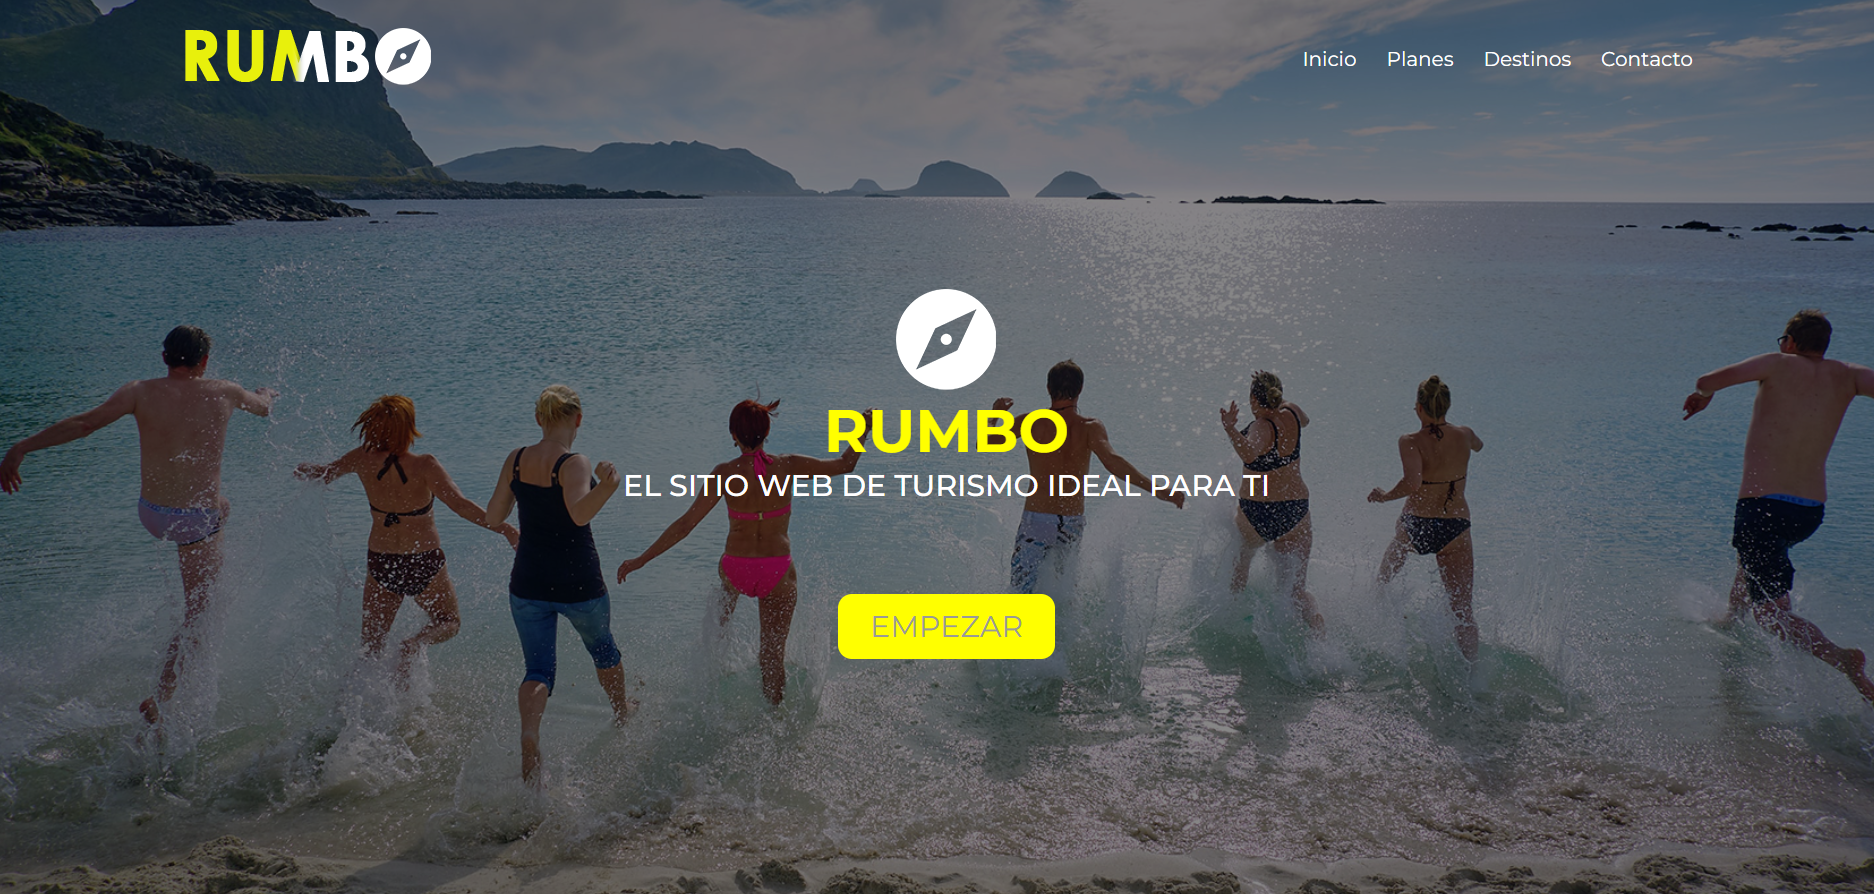 RUMBO
Inicio Planes Destinos Contacto
RUMBO
EL SITIO WEB DE TURISMO IDEAL PARA TI
EMPEZAR